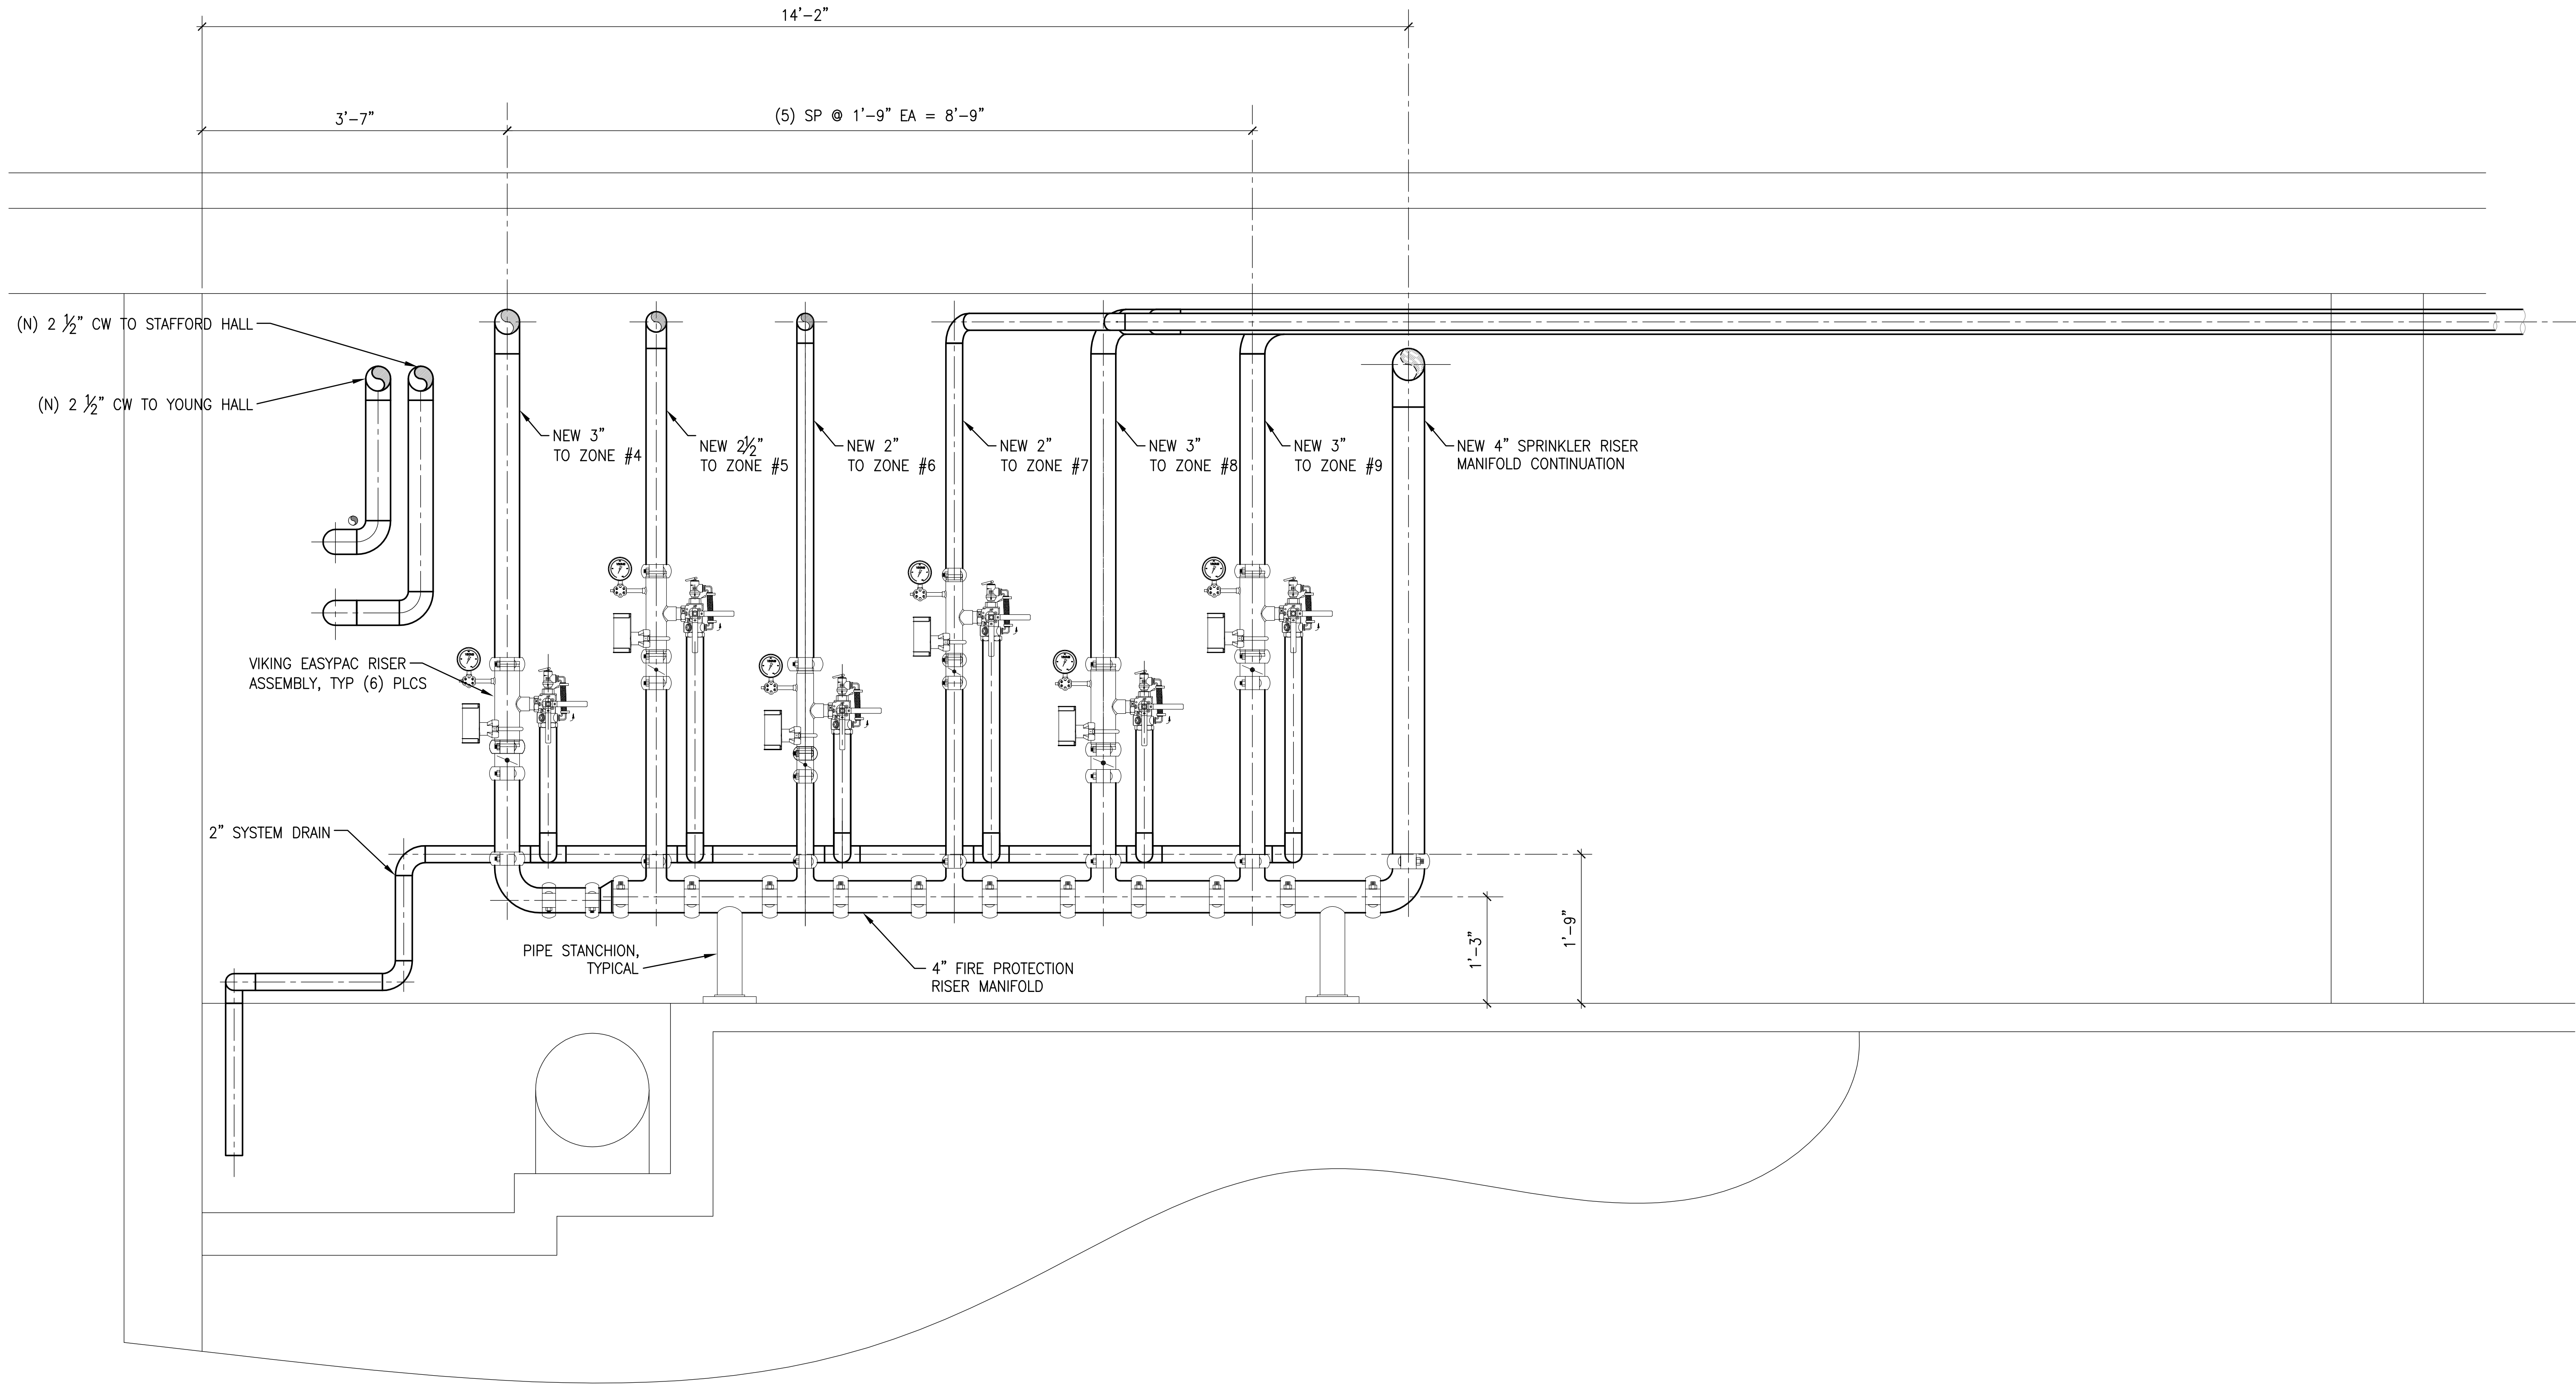 14'-2"
3'-7"
(5) SP @ 1'-9" EA = 8'-9"
(N) 2 1/2" CW TO STAFFORD HALL
(N) 2 1/2" CW TO YOUNG HALL
NEW 3"
TO ZONE #4
NEW 2 1/2"
TO ZONE #5
NEW 2"
TO ZONE #6
NEW 2"
TO ZONE #7
NEW 3"
TO ZONE #8
NEW 3"
TO ZONE #9
NEW 4" SPRINKLER RISER
MANIFOLD CONTINUATION
VIKING EASYPAC RISER
ASSEMBLY, TYP (6) PLCS
2" SYSTEM DRAIN
PIPE STANCHION,
TYPICAL
4" FIRE PROTECTION
RISER MANIFOLD
1'-3"
1'-9"